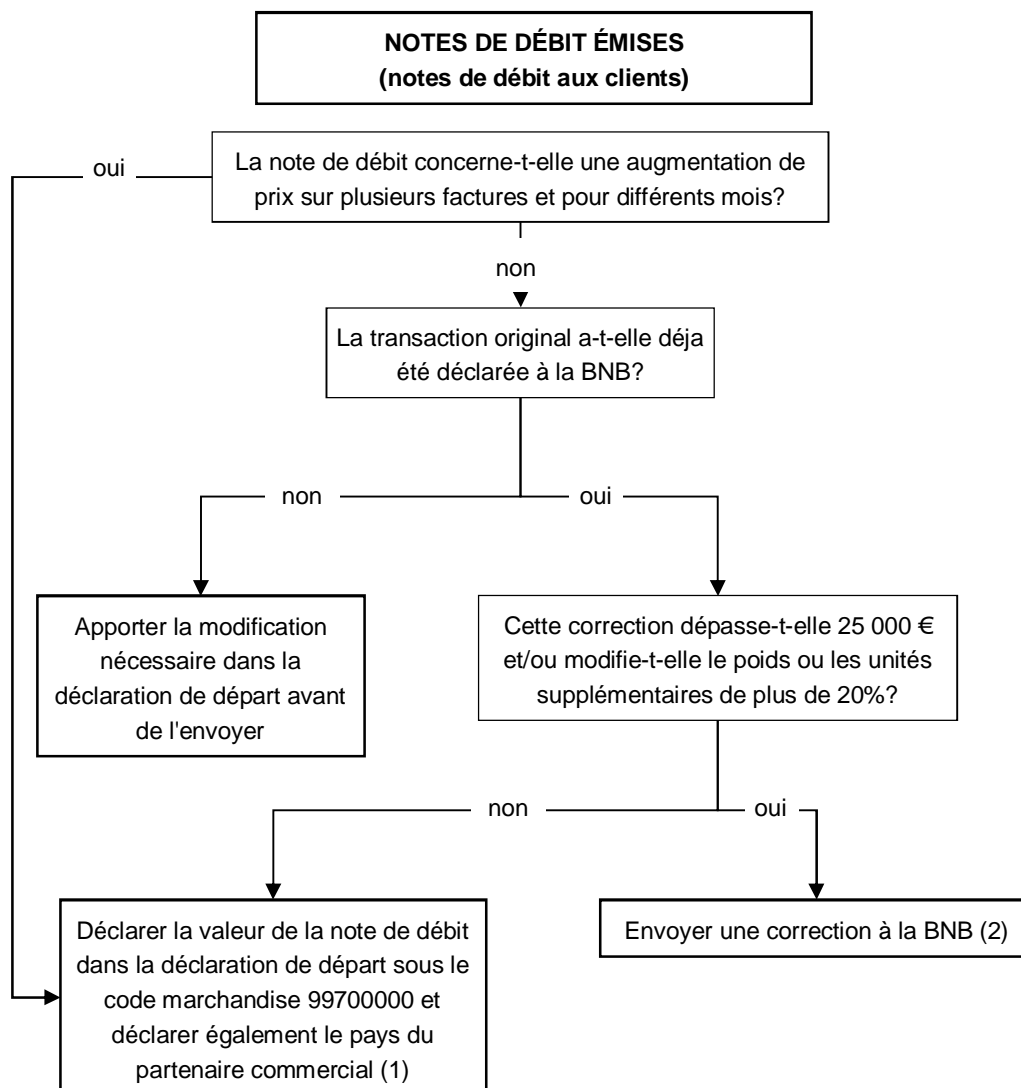 NOTES DE DÉBIT ÉMISES
(notes de débit aux clients)
oui
La note de débit concerne-t-elle une augmentation de
prix sur plusieurs factures et pour différents mois?
non
La transaction original a-t-elle déja
été déclarée à la BNB?
non
oui
Apporter la modification
nécessaire dans la
déclaration de départ avant
de l'envoyer
Cette correction dépasse-t-elle 25 000 €
et/ou modifie-t-elle le poids ou les unités
supplémentaires de plus de 20%?
non
oui
Déclarer la valeur de la note de débit
dans la déclaration de départ sous le
code marchandise 99700000 et
déclarer également le pays du
partenaire commercial (1)
Envoyer une correction à la BNB (2)